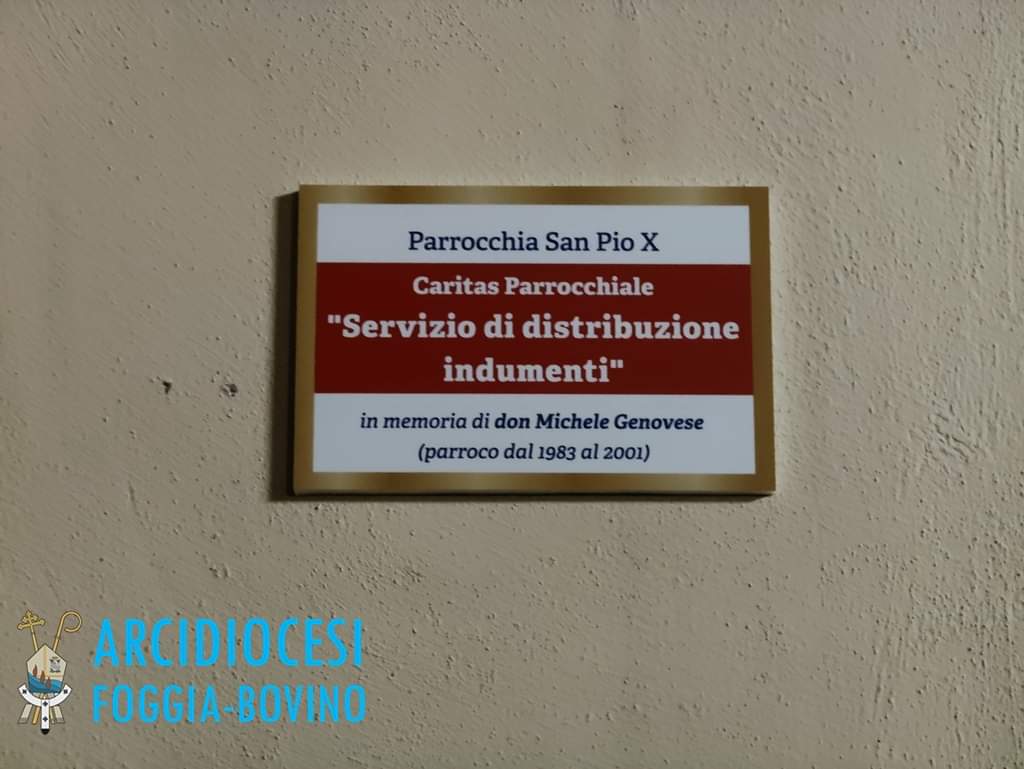 Parrocchia San Pio X
Caritas Parrocchiale
"Servizio di distribuzione
indumenti"
in memoria di don Michele Genovese
(parroco dal 1983 al 2001)
ARCIDIOCESI
FOGGIA-BOVINO